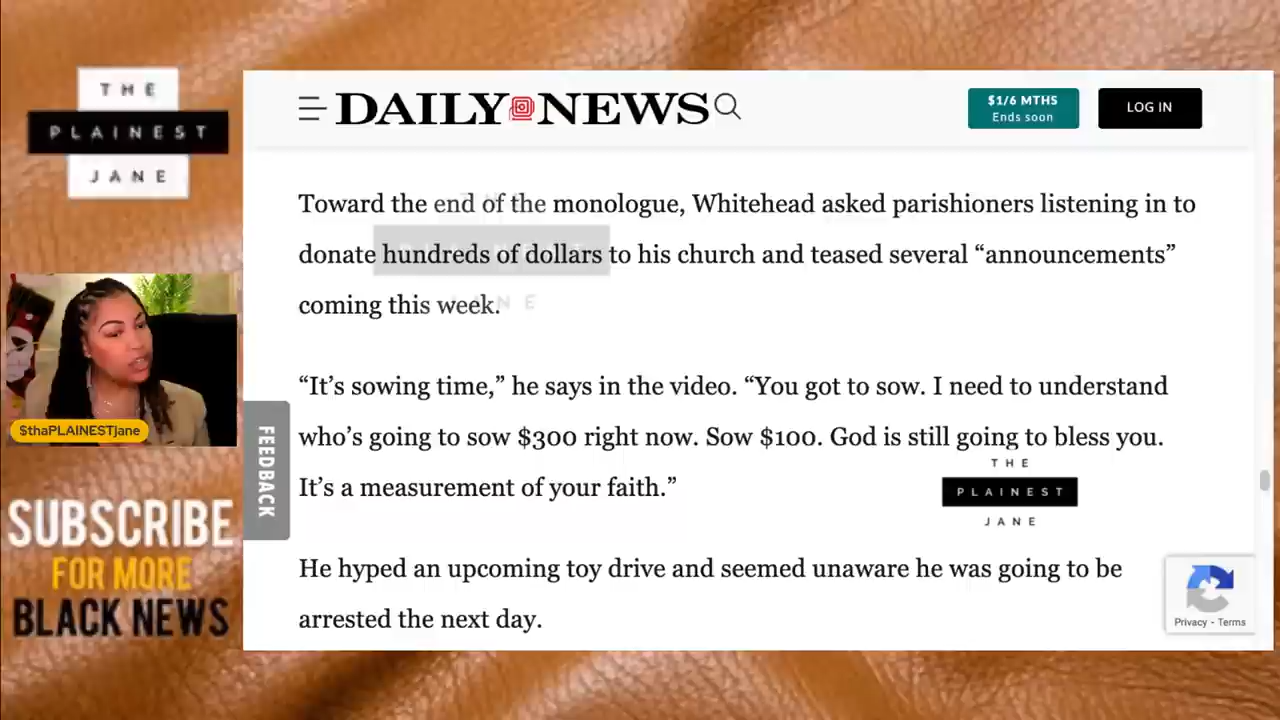 THE
PLAINEST
JANE
$thaPLAINESTjane
SUBSCRIBE
FOR MORE
BLACK NEWS
DAILY NEWS
$1/6 MTHS
Ends soon
LOG IN
Toward the end of the monologue, Whitehead asked parishioners listening in to
donate hundreds of dollars to his church and teased several “announcements”
coming this week.
“It’s sowing time,” he says in the video. “You got to sow. I need to understand
who’s going to sow $300 right now. Sow $100. God is still going to bless you.
It’s a measurement of your faith.”
He hyped an upcoming toy drive and seemed unaware he was going to be
arrested the next day.
FEEDBACK
THE
PLAINEST
JANE
Privacy - Terms